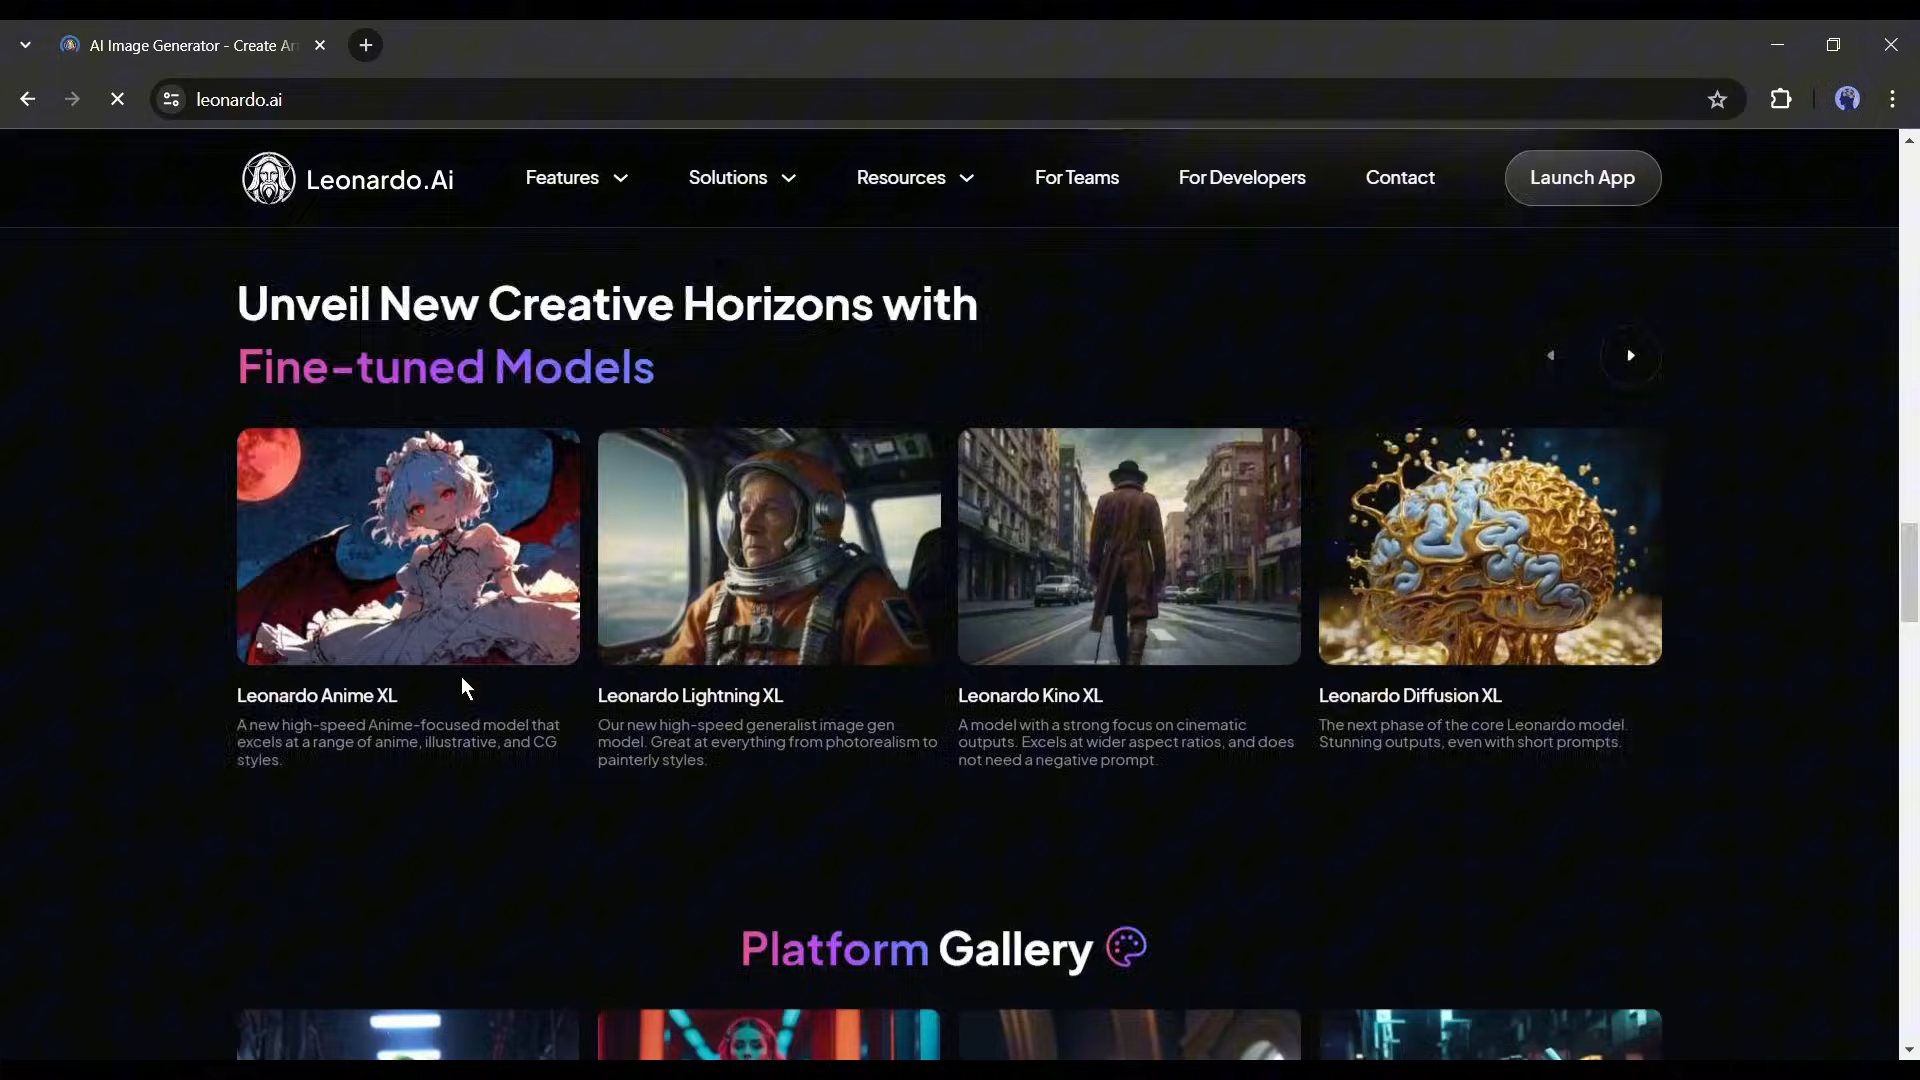 AI Image Generator - Create Ar
leonardo.ai
Leonardo.Ai
Features
Solutions
Resources
For Teams
For Developers
Contact
Launch App
Unveil New Creative Horizons with
Fine-tuned Models
Leonardo Anime XL
A new high-speed Anime-focused model that
excels at a range of anime, illustrative, and CG
styles.
Leonardo Lightning XL
Our new high-speed generalist image gen
model. Great at everything from photorealism to
painterly styles.
Leonardo Kino XL
A model with a strong focus on cinematic
outputs. Excels at wider aspect ratios, and does
not need a negative prompt.
Leonardo Diffusion XL
The next phase of the core Leonardo model.
Stunning outputs, even with short prompts.
Platform Gallery